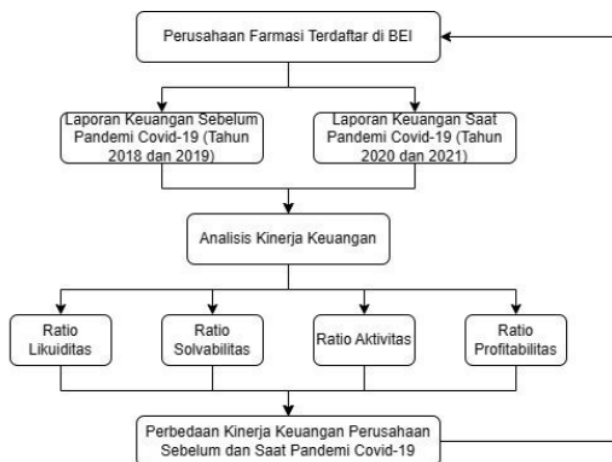 Perusahaan Farmasi Terdaftar di BEI
Laporan Keuangan Sebelum
Pandemi Covid-19 (Tahun
2018 dan 2019)
Laporan Keuangan Saat
Pandemi Covid-19 (Tahun
2020 dan 2021)
Analisis Kinerja Keuangan
Ratio
Likuiditas
Ratio
Solvabilitas
Ratio Aktivitas
Ratio
Profitabilitas
Perbedaan Kinerja Keuangan Perusahaan
Sebelum dan Saat Pandemi Covid-19